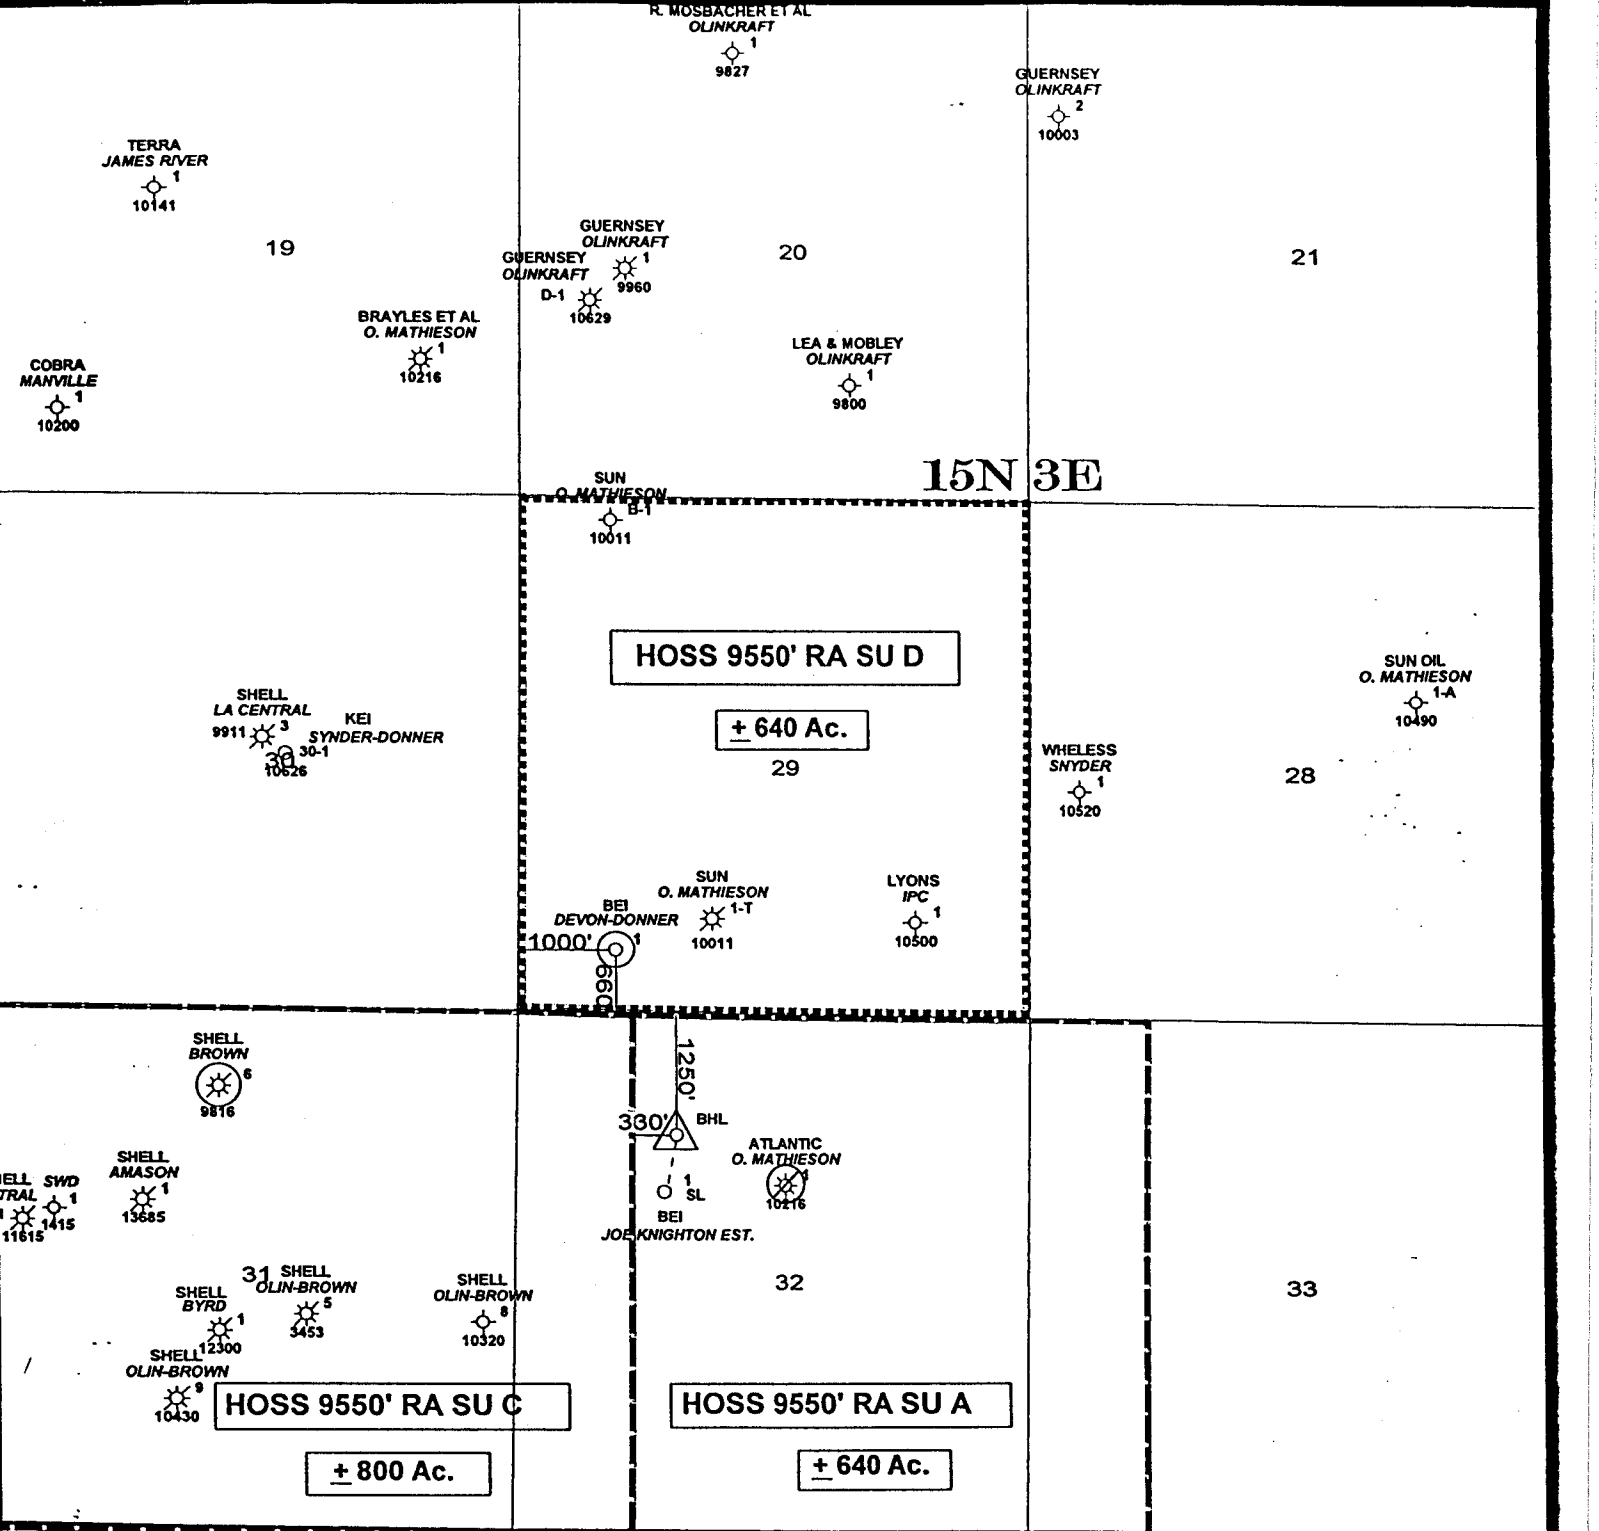 R. MOSBACHER ET AL
OLINKRAFT
1
9827
GUERNSEY
OLINKRAFT
2
10003
TERRA
JAMES RIVER
1
10141
19
GUERNSEY
OLINKRAFT
1
9960
GUERNSEY
OLINKRAFT
D-1
10629
20
21
BRAYLES ET AL
O. MATHIESON
1
10216
LEA & MOBLEY
OLINKRAFT
1
9800
COBRA
MANVILLE
1
10200
15N 3E
SUN
O. MATHIESON
B-1
10011
HOSS 9550' RA SU D
± 640 Ac.
29
SHELL
LA CENTRAL
9911 3
KEI
SYNDER-DONNER
30-1
30
10626
SUN OIL
O. MATHIESON
1-A
10490
WHELESS
SNYDER
1
10520
28
SUN
O. MATHIESON
1-T
10011
LYONS
IPC
1
10500
BEI
DEVON-DONNER
1
1000'
660'
SHELL
BROWN
6
9816
1250'
330'
BHL
1
SL
BEI
JOE KNIGHTON EST.
ATLANTIC
O. MATHIESON
1
10216
SHELL
AMASON
1
13685
ELL
TRAL
11615
SWD
1
1415
31
SHELL
OLIN-BROWN
5
3453
SHELL
BYRD
1
12300
SHELL
OLIN-BROWN
8
10320
SHELL
OLIN-BROWN
9
10430
32
33
HOSS 9550' RA SU C
± 800 Ac.
HOSS 9550' RA SU A
± 640 Ac.